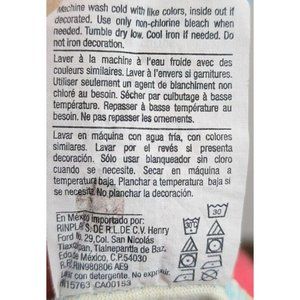 Machine wash cold with like colors, inside out if
decorated. Use only non-chlorine bleach when
needed. Tumble dry low. Cool iron if needed. Do
not iron decoration.
Laver à la machine à l'eau froide avec des
couleurs similaires. Laver à l'envers si garnitures.
Utiliser seulement un agent de blanchiment non
chloré au besoin. Sécher par culbutage à basse
température. Repasser à basse température au
besoin. Ne pas repasser les ornements.
Lavar en máquina con agua fría, con colores
similares. Lavar por el revés si presenta
decoración. Sólo usar blanqueador sin cloro
cuando se necesite. Secar en máquina a
temperatura baja. Planchar a temperatura baja si
se necesita. No planchar la decoración.
En México importado por:
RINPLAY S. DE R.L. DE C.V. Henry
Ford No 29, Col. San Nicolás
Tlaxcolpan, Tlalnepantla de Baz,
Edo de México, C.P. 54030
R.F.C. RIN980806 AE9
Usar con detergente. No exprimir.
15763 CA00153
30